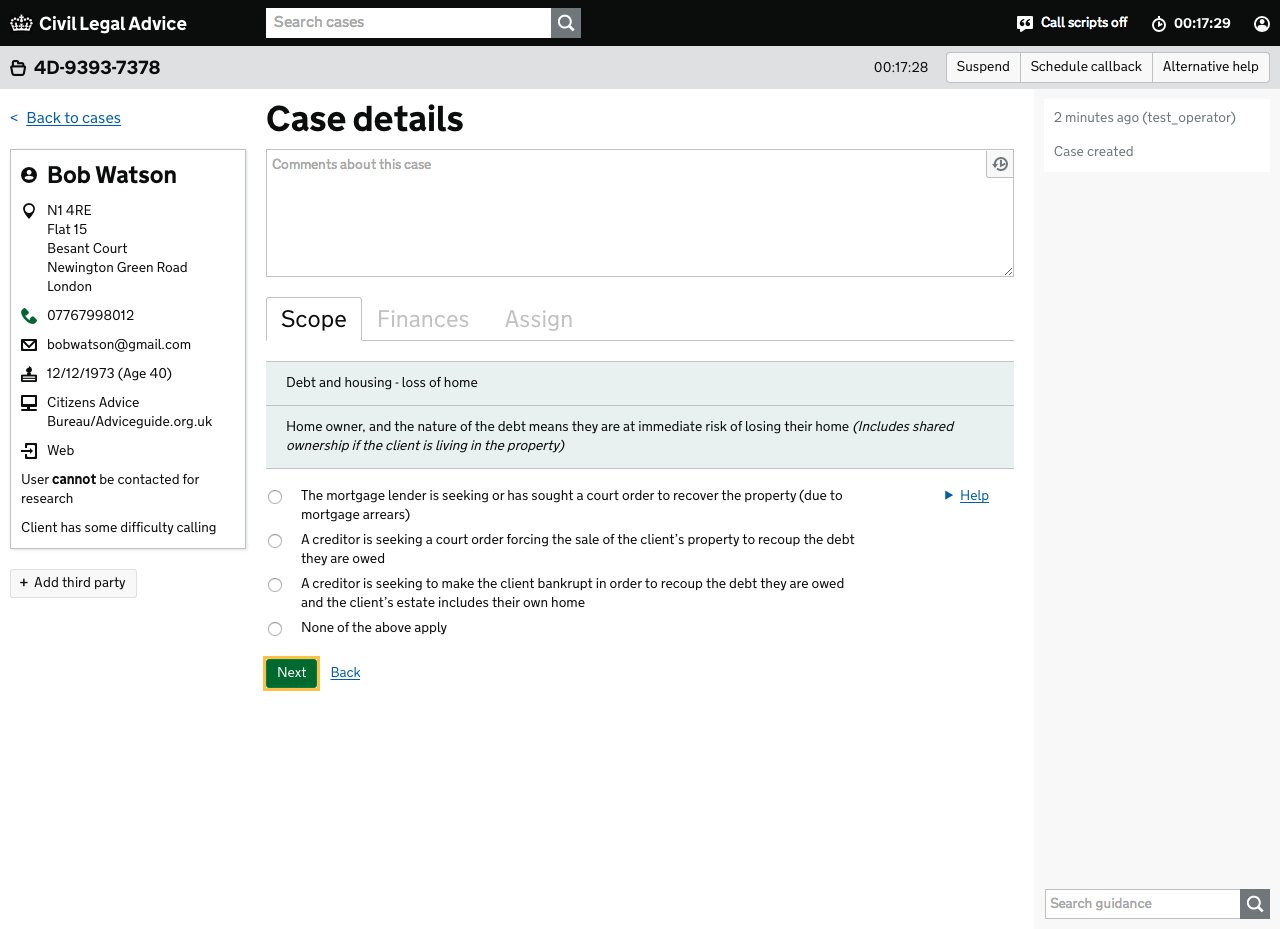 Civil Legal Advice
Search cases
Call scripts off
00:17:29
4D-9393-7378
00:17:28
Suspend
Schedule callback
Alternative help
< Back to cases
Bob Watson
N1 4RE
Flat 15
Besant Court
Newington Green Road
London
07767998012
bobwatson@gmail.com
12/12/1973 (Age 40)
Citizens Advice
Bureau/Adviceguide.org.uk
Web
User cannot be contacted for
research
Client has some difficulty calling
+ Add third party
Case details
Comments about this case
Scope
Finances
Assign
Debt and housing - loss of home
Home owner, and the nature of the debt means they are at immediate risk of losing their home (Includes shared
ownership if the client is living in the property)
The mortgage lender is seeking or has sought a court order to recover the property (due to
mortgage arrears)
A creditor is seeking a court order forcing the sale of the client's property to recoup the debt
they are owed
A creditor is seeking to make the client bankrupt in order to recoup the debt they are owed
and the client's estate includes their own home
None of the above apply
Help
Next
Back
2 minutes ago (test_operator)
Case created
Search guidance